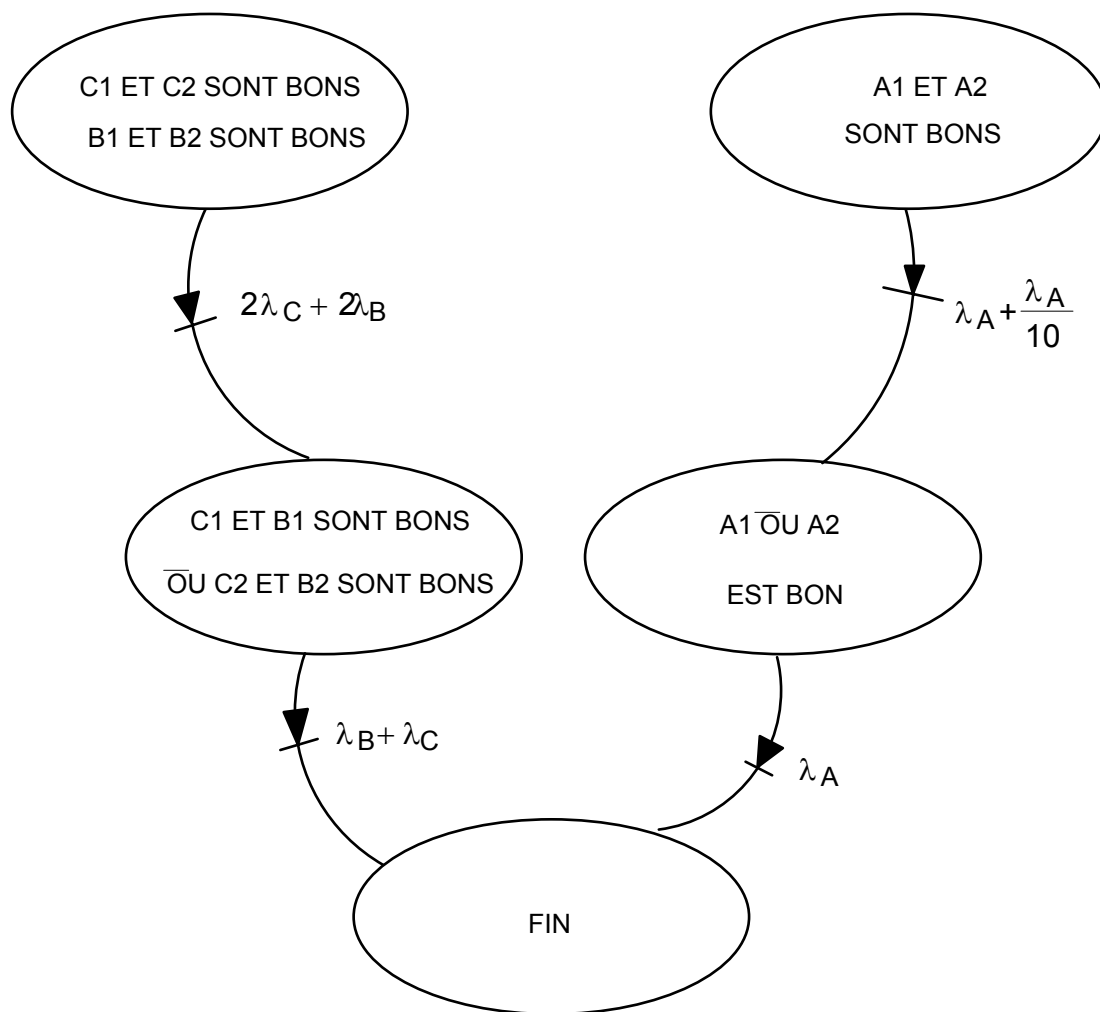 C1 ET C2 SONT BONS
B1 ET B2 SONT BONS
A1 ET A2
SONT BONS
2λC + 2λB
λA + λA/10
C1 ET B1 SONT BONS
O̅U C2 ET B2 SONT BONS
A1 O̅U A2
EST BON
λB + λC
λA
FIN